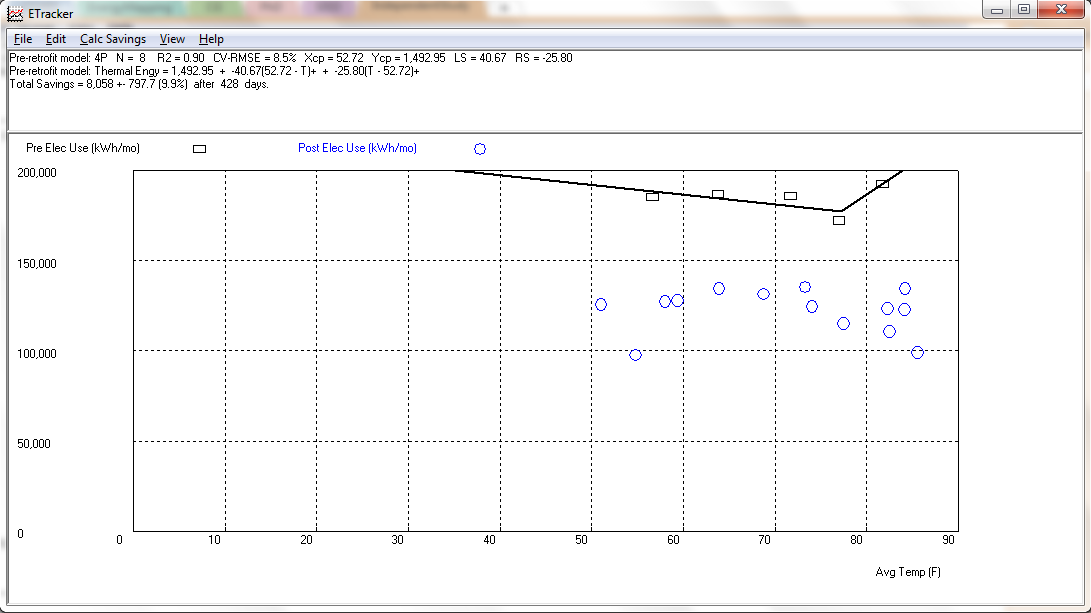 ETracker
File Edit Calc Savings View Help
Pre-retrofit model: 4P N = 8 R2 = 0.90 CV-RMSE = 8.5% Xcp = 52.72 Ycp = 1,492.95 LS = 40.67 RS = -25.80
Pre-retrofit model: Thermal Engy = 1,492.95 + -40.67(52.72 - T)+ + -25.80(T - 52.72)+
Total Savings = 8,058 +- 797.7 (9.9%) after 428 days.
Pre Elec Use (kWh/mo) Post Elec Use (kWh/mo)
200,000
150,000
100,000
50,000
0
0 10 20 30 40 50 60 70 80 90
Avg Temp (F)